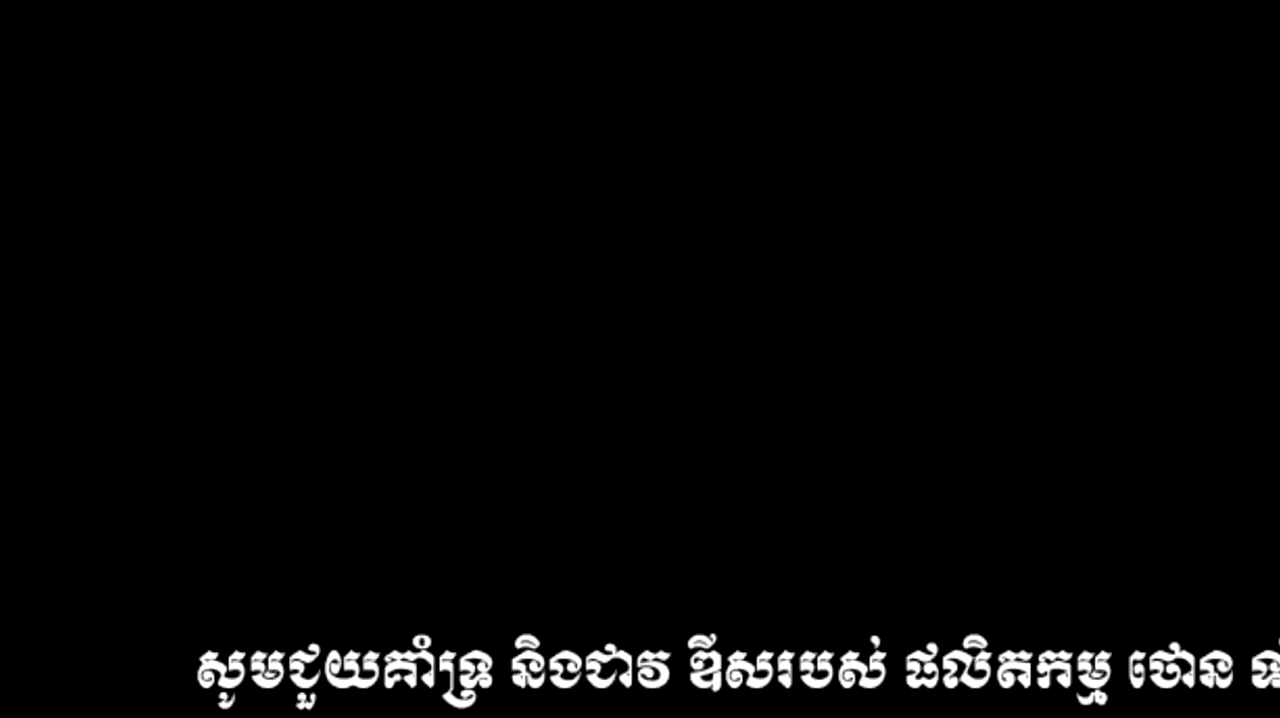 សូមជួយគាំទ្រ និងជាវ ឌីសរបស់ ផលិតកម្ម ថោន